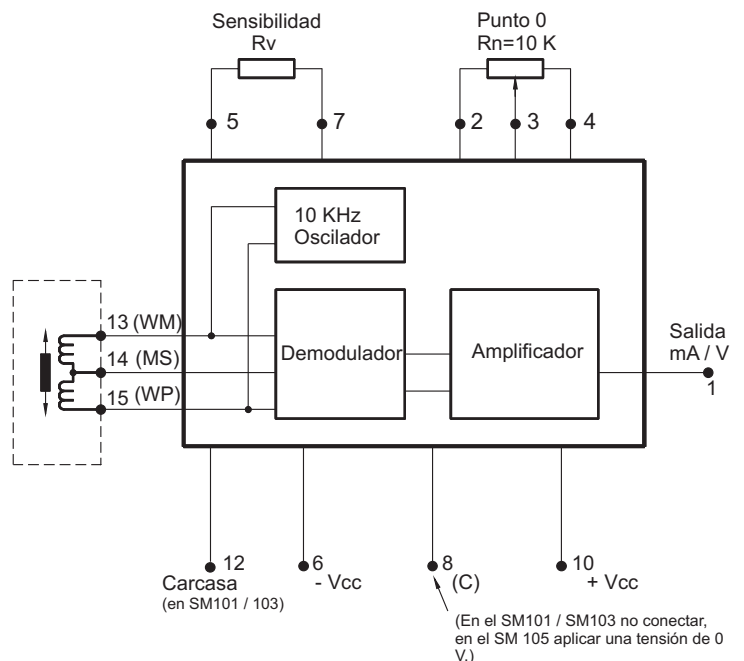 Sensibilidad
Rv
Punto 0
Rn=10 K
5
7
2
3
4
10 KHz
Oscilador
13 (WM)
14 (MS)
15 (WP)
Demodulador
Amplificador
Salida
mA / V
1
12
Carcasa
(en SM101 / 103)
6
- Vcc
8
(C)
10
+ Vcc
(En el SM101 / SM103 no conectar,
en el SM 105 aplicar una tensión de 0
V.)